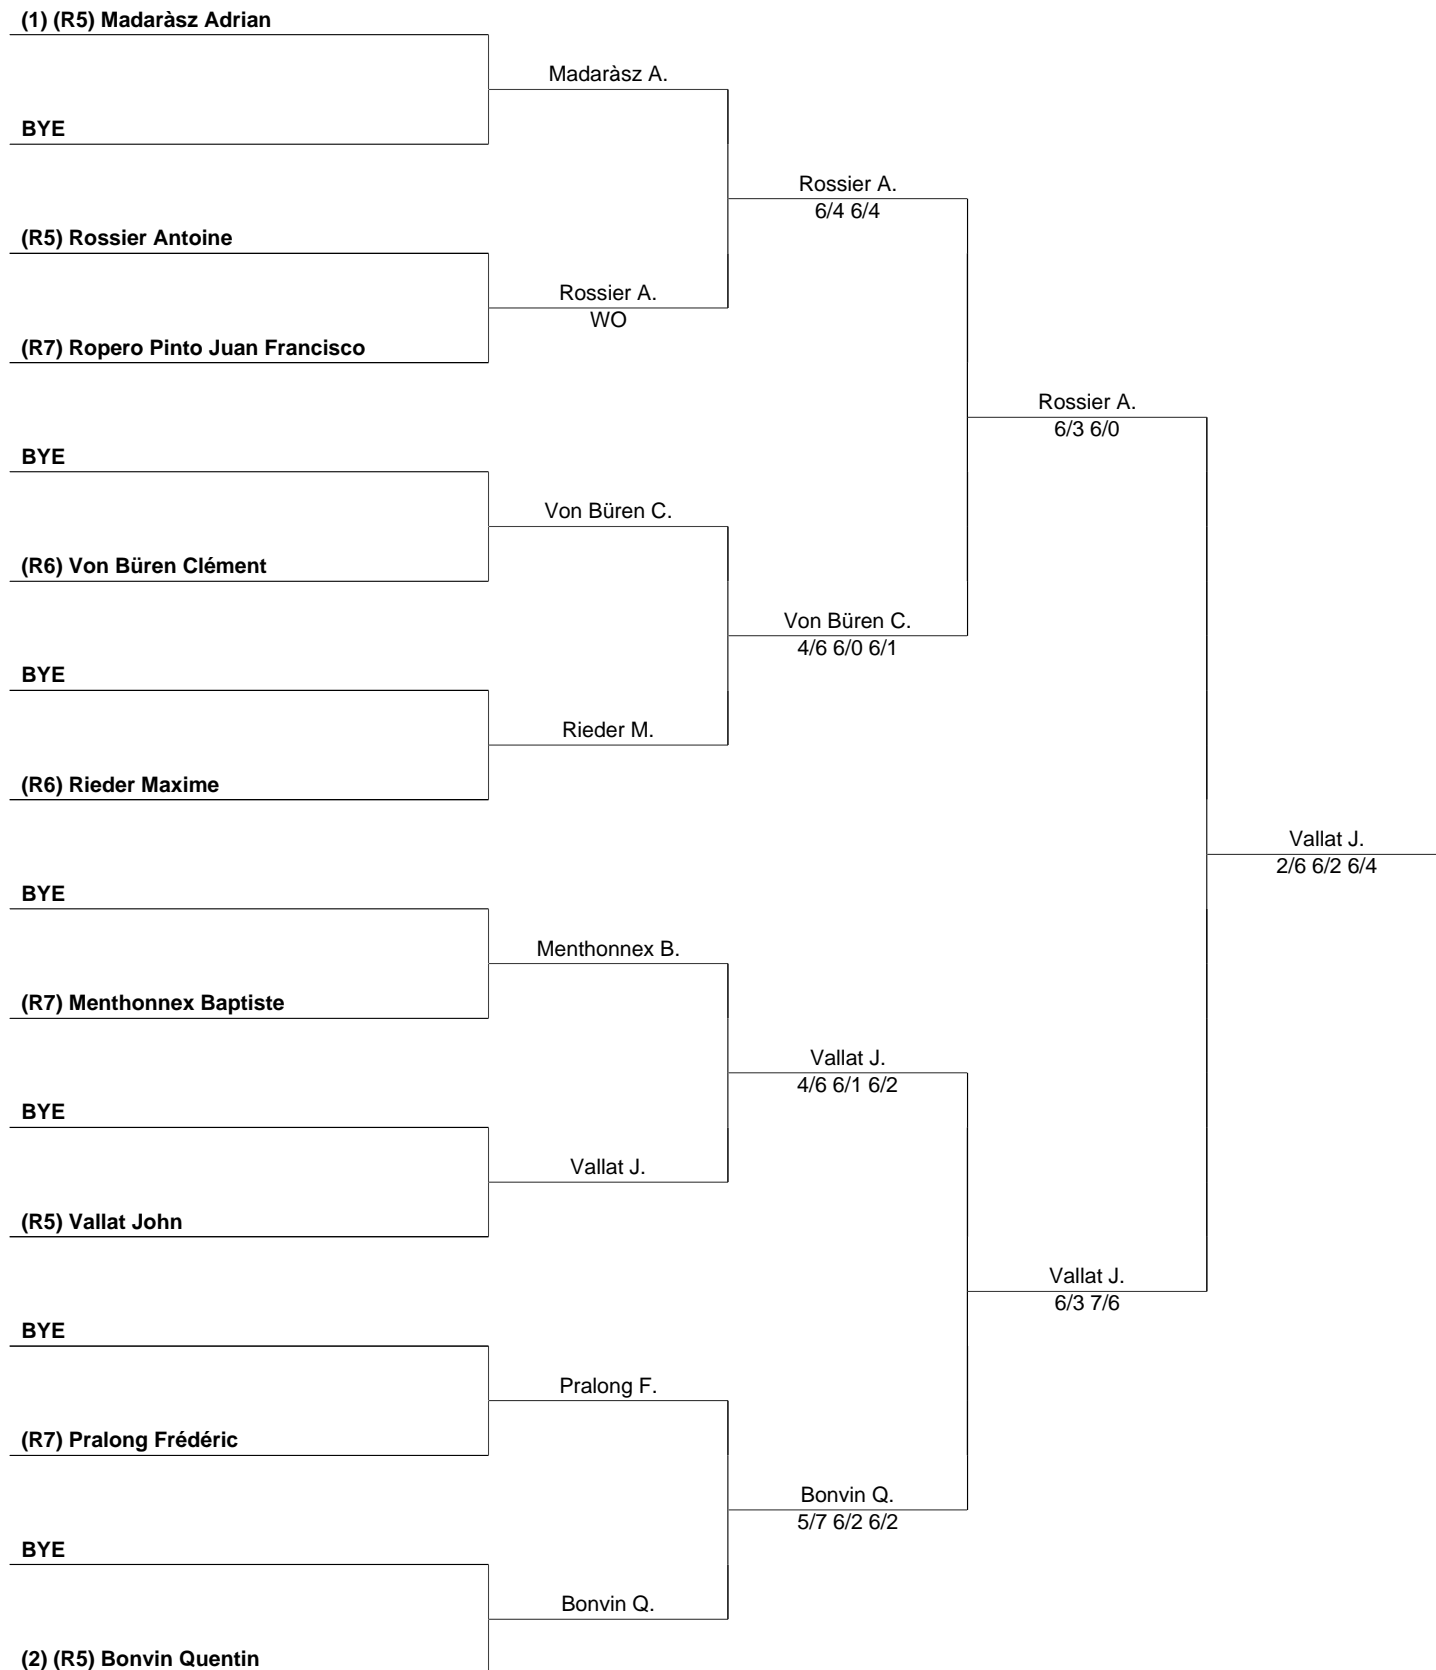 (1) (R5) Madaràsz Adrian
Madaràsz A.
BYE
Rossier A.
6/4 6/4
(R5) Rossier Antoine
Rossier A.
WO
(R7) Ropero Pinto Juan Francisco
Rossier A.
6/3 6/0
BYE
Von Büren C.
(R6) Von Büren Clément
Von Büren C.
4/6 6/0 6/1
BYE
Rieder M.
(R6) Rieder Maxime
Vallat J.
2/6 6/2 6/4
BYE
Menthonnex B.
(R7) Menthonnex Baptiste
Vallat J.
4/6 6/1 6/2
BYE
Vallat J.
(R5) Vallat John
Vallat J.
6/3 7/6
BYE
Pralong F.
(R7) Pralong Frédéric
Bonvin Q.
5/7 6/2 6/2
BYE
Bonvin Q.
(2) (R5) Bonvin Quentin